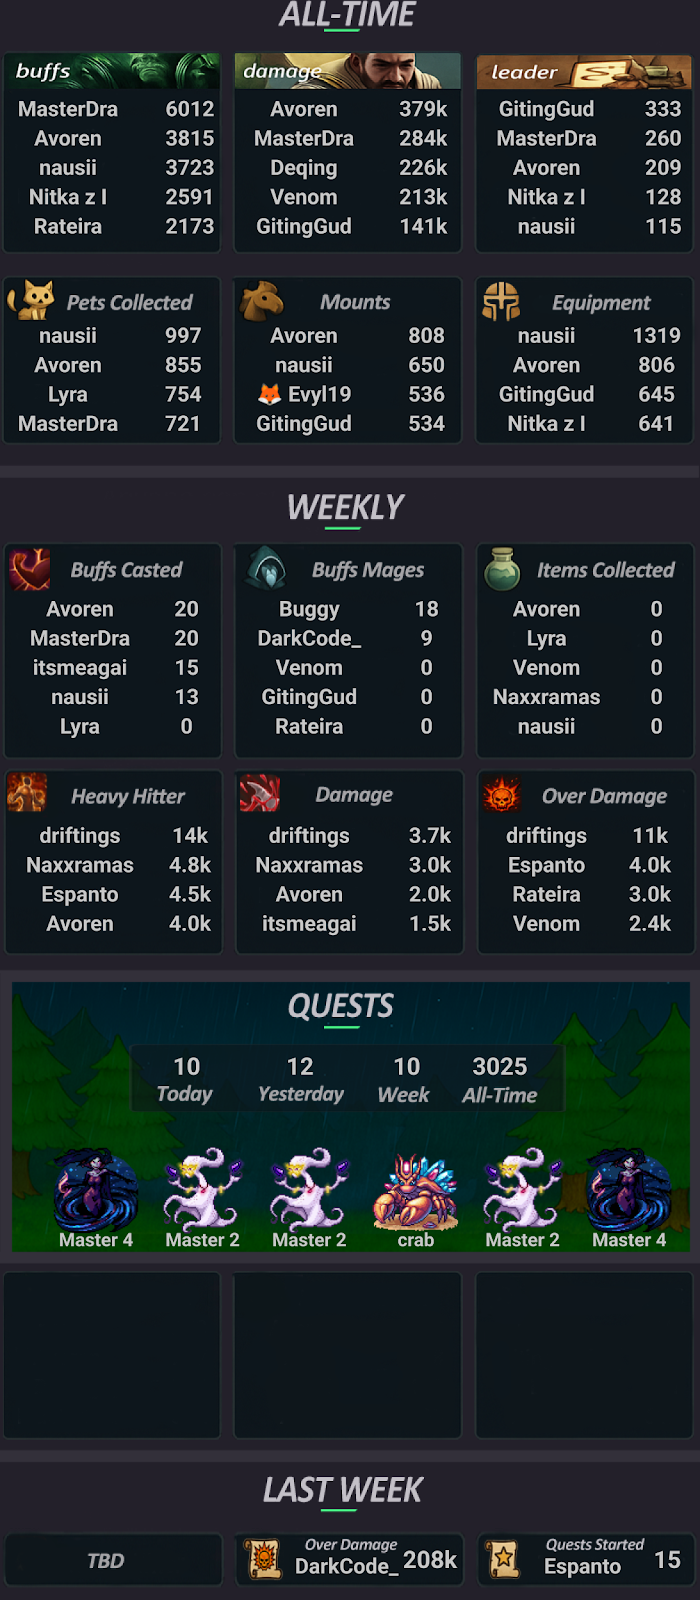 ALL-TIME
buffs
MasterDra 6012
Avoren 3815
nausii 3723
Nitka z I 2591
Rateira 2173
damage
Avoren 379k
MasterDra 284k
Deqing 226k
Venom 213k
GitingGud 141k
leader
GitingGud 333
MasterDra 260
Avoren 209
Nitka z I 128
nausii 115
Pets Collected
nausii 997
Avoren 855
Lyra 754
MasterDra 721
Mounts
Avoren 808
nausii 650
🦊 Evyl19 536
GitingGud 534
Equipment
nausii 1319
Avoren 806
GitingGud 645
Nitka z I 641
WEEKLY
Buffs Casted
Avoren 20
MasterDra 20
itsmeagai 15
nausii 13
Lyra 0
Buffs Mages
Buggy 18
DarkCode_ 9
Venom 0
GitingGud 0
Rateira 0
Items Collected
Avoren 0
Lyra 0
Venom 0
Naxxramas 0
nausii 0
Heavy Hitter
driftings 14k
Naxxramas 4.8k
Espanto 4.5k
Avoren 4.0k
Damage
driftings 3.7k
Naxxramas 3.0k
Avoren 2.0k
itsmeagai 1.5k
Over Damage
driftings 11k
Espanto 4.0k
Rateira 3.0k
Venom 2.4k
QUESTS
10 12 10 3025
Today Yesterday Week All-Time
Master 4 Master 2 Master 2 crab Master 2 Master 4
LAST WEEK
TBD
Over Damage
DarkCode_ 208k
Quests Started
Espanto 15